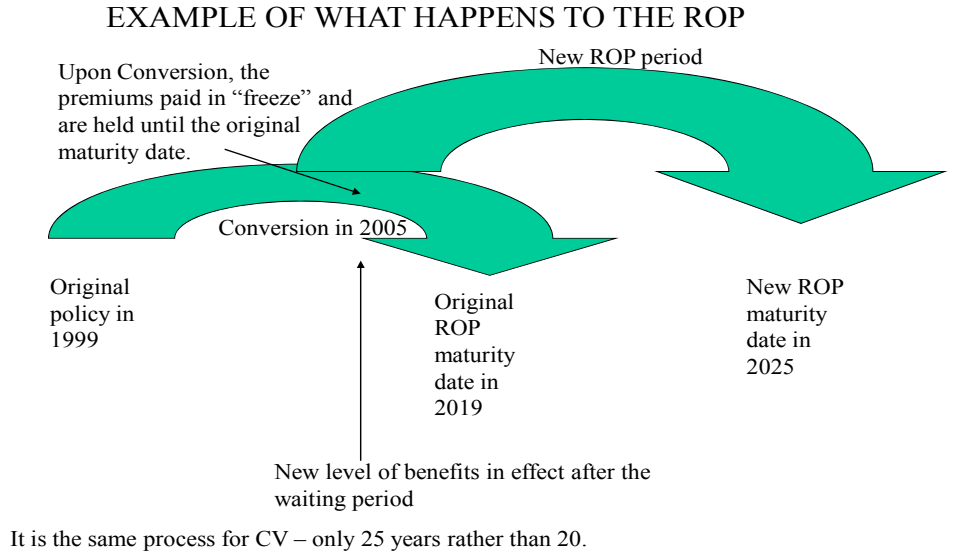 EXAMPLE OF WHAT HAPPENS TO THE ROP
New ROP period
Upon Conversion, the
premiums paid in “freeze” and
are held until the original
maturity date.
Conversion in 2005
Original
policy in
1999
Original
ROP
maturity
date in
2019
New ROP
maturity
date in
2025
New level of benefits in effect after the
waiting period
It is the same process for CV – only 25 years rather than 20.